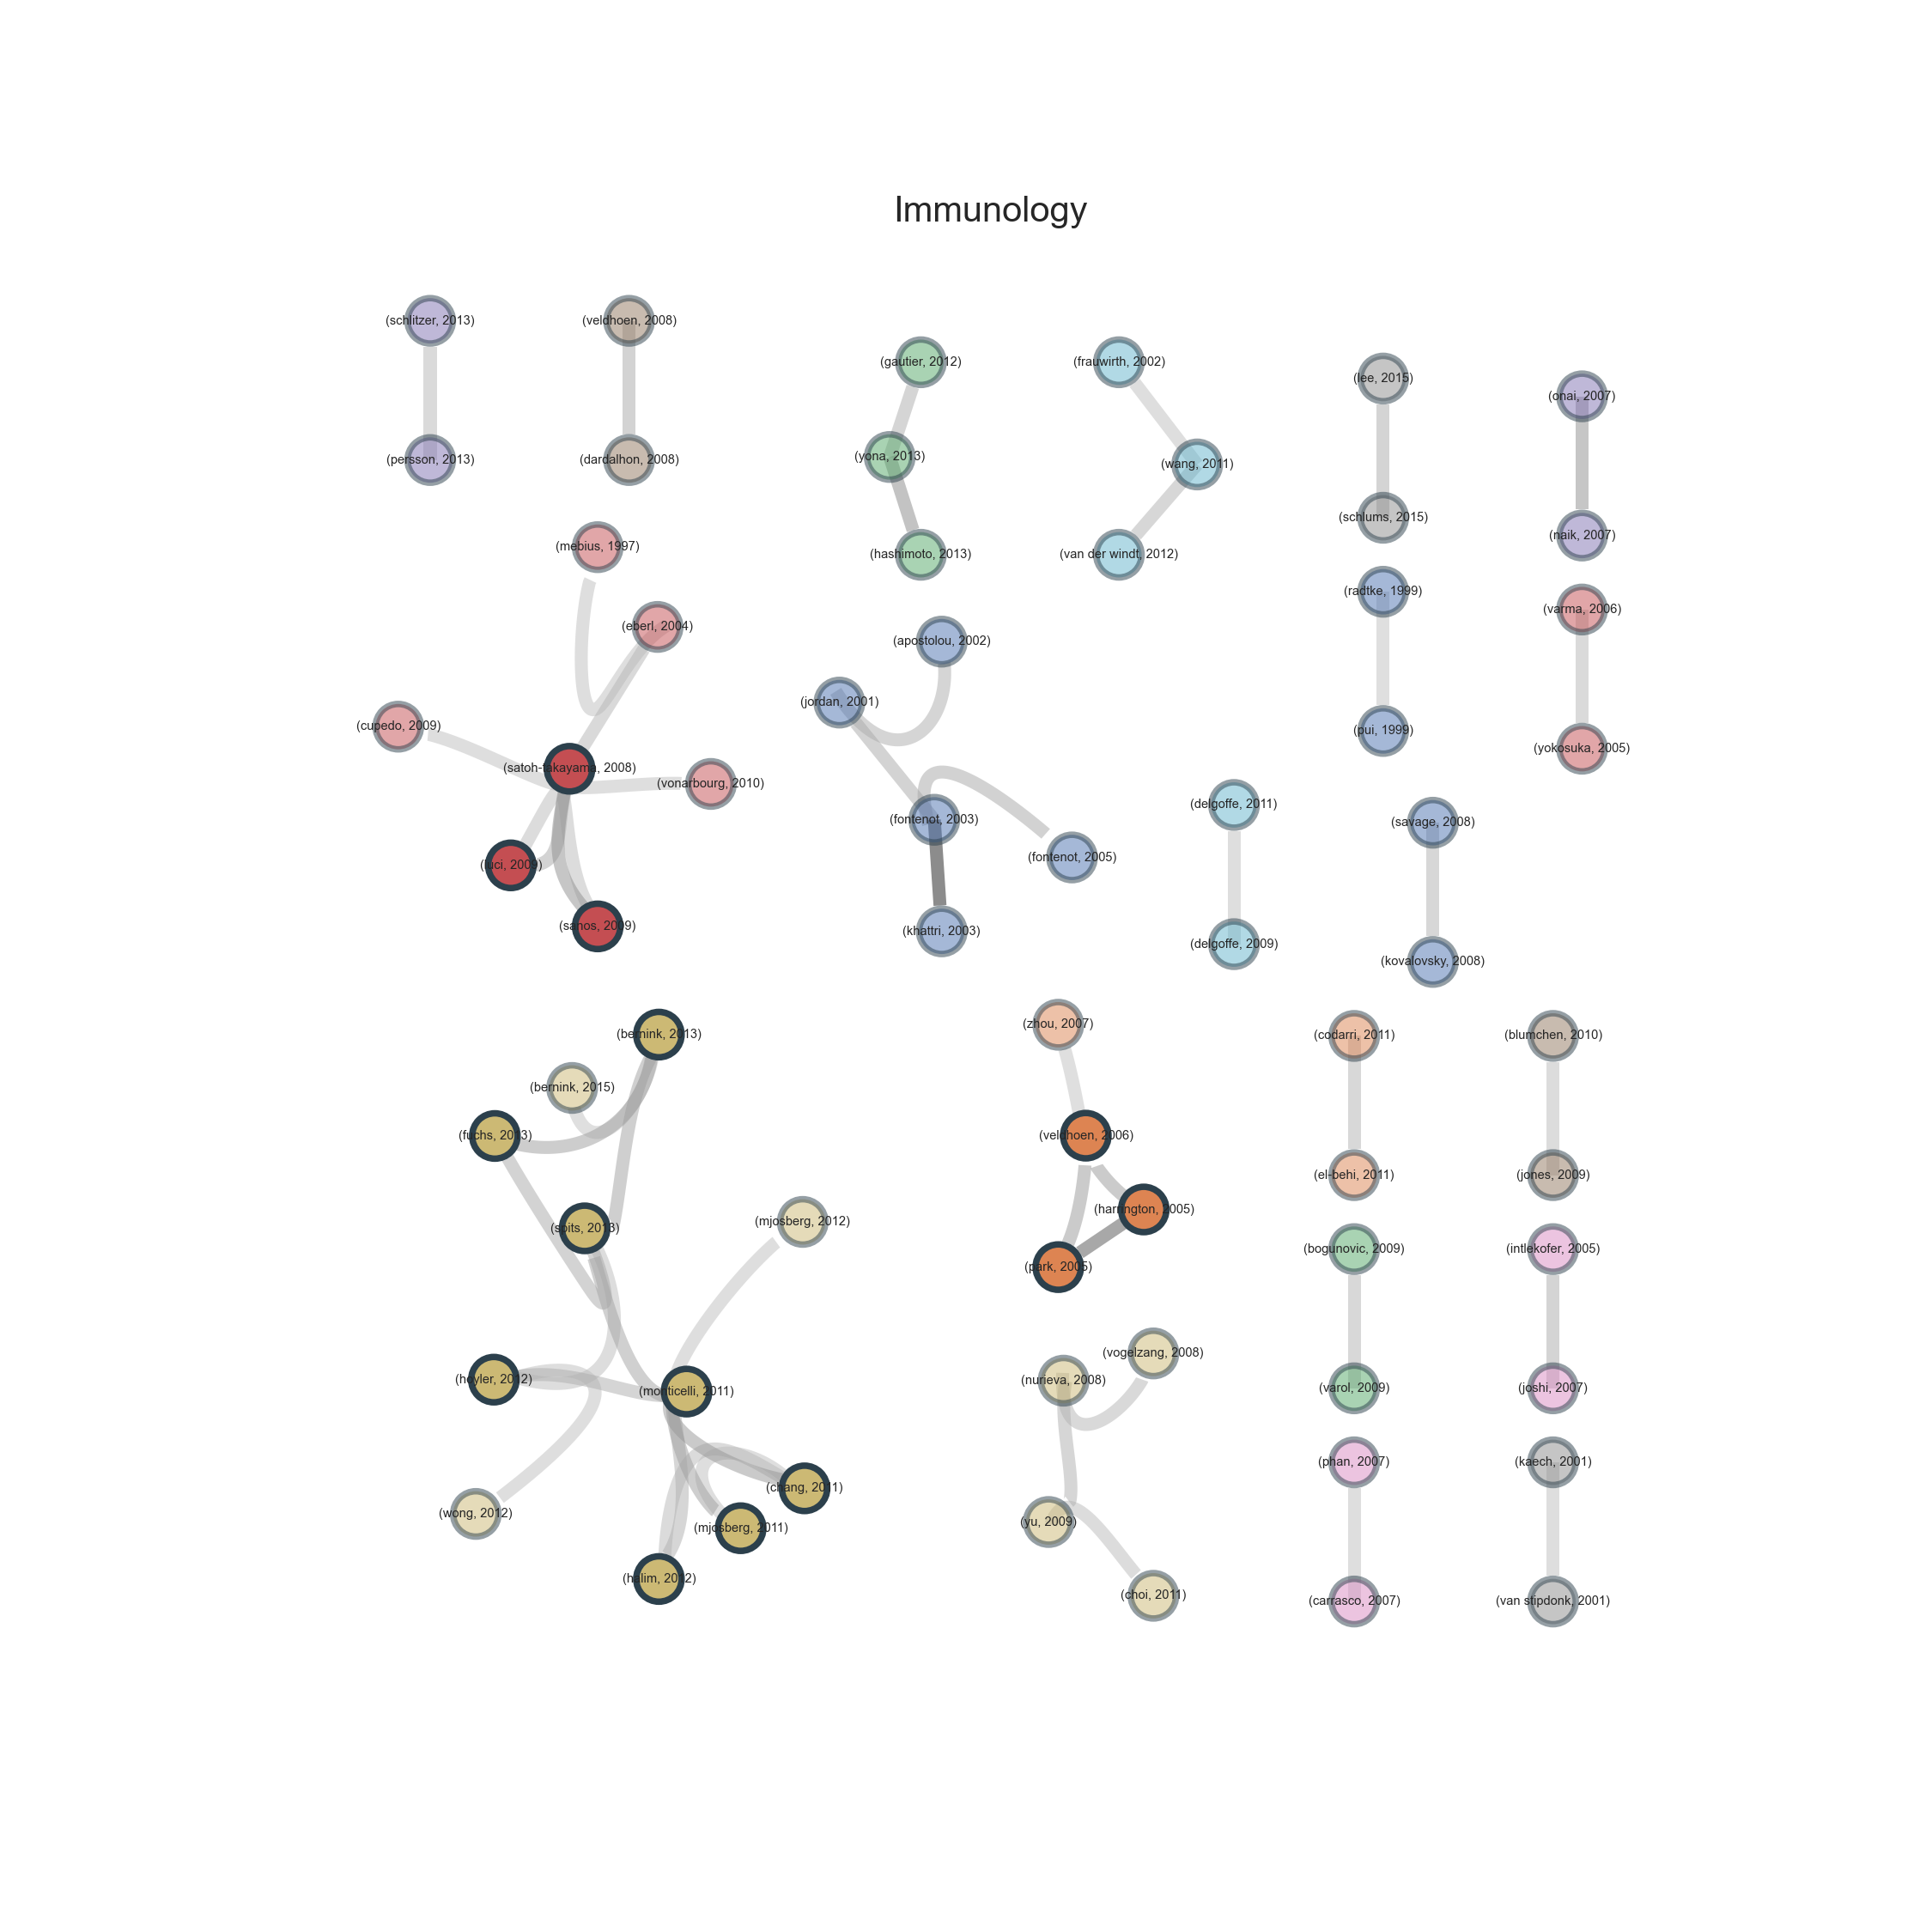 Immunology
(schlitzer, 2013)
(veldhoen, 2008)
(gautier, 2012)
(frauwirth, 2002)
(lee, 2015)
(onai, 2007)
(persson, 2013)
(dardalhon, 2008)
(yona, 2013)
(wang, 2011)
(schlums, 2015)
(naik, 2007)
(mebius, 1997)
(hashimoto, 2013)
(van der windt, 2012)
(radtke, 1999)
(varma, 2006)
(eberl, 2004)
(apostolou, 2002)
(jordan, 2001)
(cupedo, 2009)
(pui, 1999)
(yokosuka, 2005)
(satoh-takayama, 2008)
(vonarbourg, 2010)
(delgoffe, 2011)
(fontenot, 2003)
(savage, 2008)
(luci, 2009)
(fontenot, 2005)
(sanos, 2009)
(khattri, 2003)
(delgoffe, 2009)
(kovalovsky, 2008)
(bernink, 2013)
(zhou, 2007)
(codarri, 2011)
(blumchen, 2010)
(bernink, 2015)
(fuchs, 2013)
(veldhoen, 2006)
(el-behi, 2011)
(jones, 2009)
(spits, 2013)
(mjosberg, 2012)
(harrington, 2005)
(park, 2005)
(bogunovic, 2009)
(intlekofer, 2005)
(vogelzang, 2008)
(hoyler, 2012)
(monticelli, 2011)
(nurieva, 2008)
(varol, 2009)
(joshi, 2007)
(phan, 2007)
(kaech, 2001)
(chang, 2011)
(wong, 2012)
(mjosberg, 2011)
(yu, 2009)
(halim, 2012)
(choi, 2011)
(carrasco, 2007)
(van stipdonk, 2001)